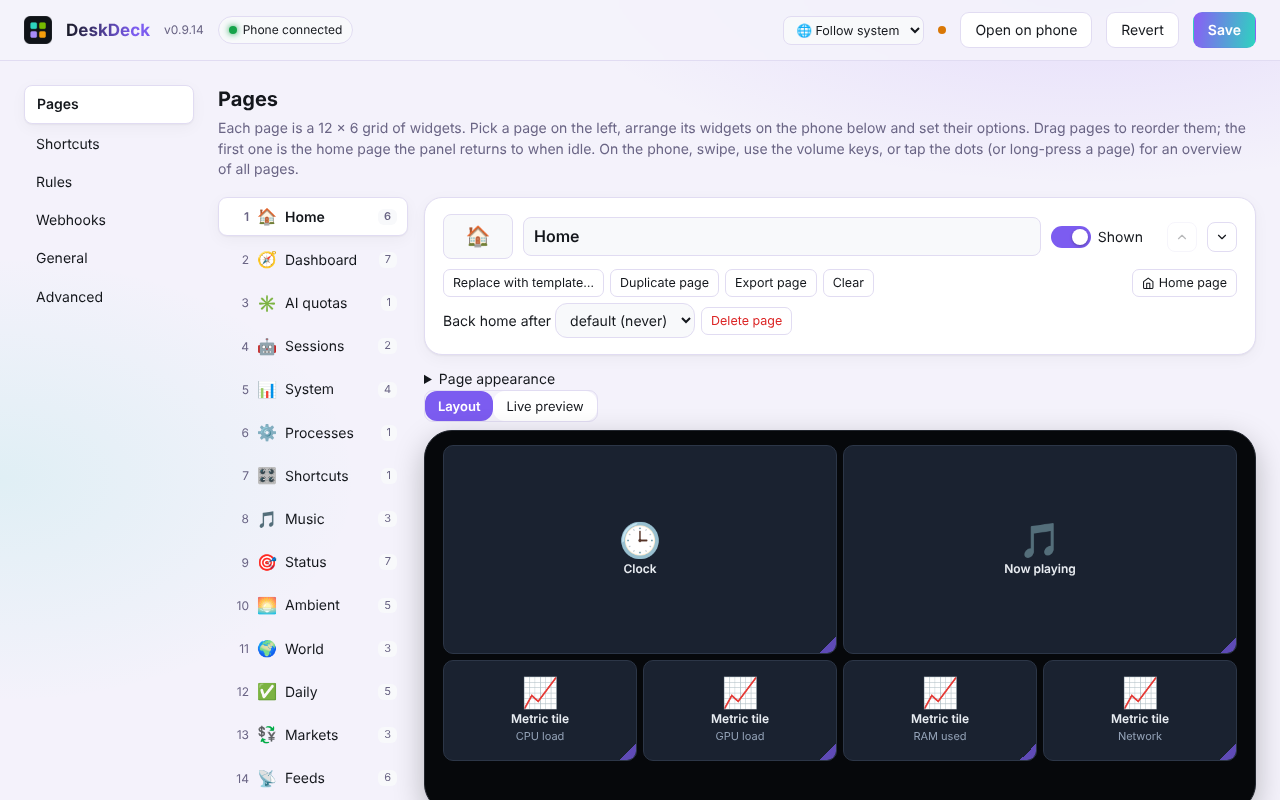 DeskDeck v0.9.14 Phone connected
🌐 Follow system
Open on phone
Revert
Save
Pages
Shortcuts
Rules
Webhooks
General
Advanced
Pages
Each page is a 12 × 6 grid of widgets. Pick a page on the left, arrange its widgets on the phone below and set their options. Drag pages to reorder them; the
first one is the home page the panel returns to when idle. On the phone, swipe, use the volume keys, or tap the dots (or long-press a page) for an overview
of all pages.
1 Home 6
2 Dashboard 7
3 AI quotas 1
4 Sessions 2
5 System 4
6 Processes 1
7 Shortcuts 1
8 Music 3
9 Status 7
10 Ambient 5
11 World 3
12 Daily 5
13 Markets 3
14 Feeds 6
Home
Shown
Replace with template...
Duplicate page
Export page
Clear
Home page
Back home after default (never)
Delete page
Page appearance
Layout
Live preview
Clock
Now playing
Metric tile
CPU load
Metric tile
GPU load
Metric tile
RAM used
Metric tile
Network